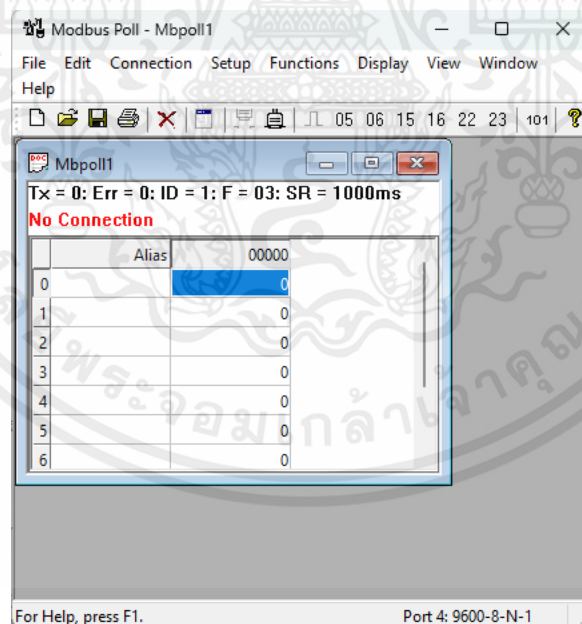 Modbus Poll - Mbpoll1
File Edit Connection Setup Functions Display View Window
Help
05 06 15 16 22 23 101
Mbpoll1
Tx = 0: Err = 0: ID = 1: F = 03: SR = 1000ms
No Connection
Alias 00000
0 0
1 0
2 0
3 0
4 0
5 0
6 0
For Help, press F1. Port 4: 9600-8-N-1